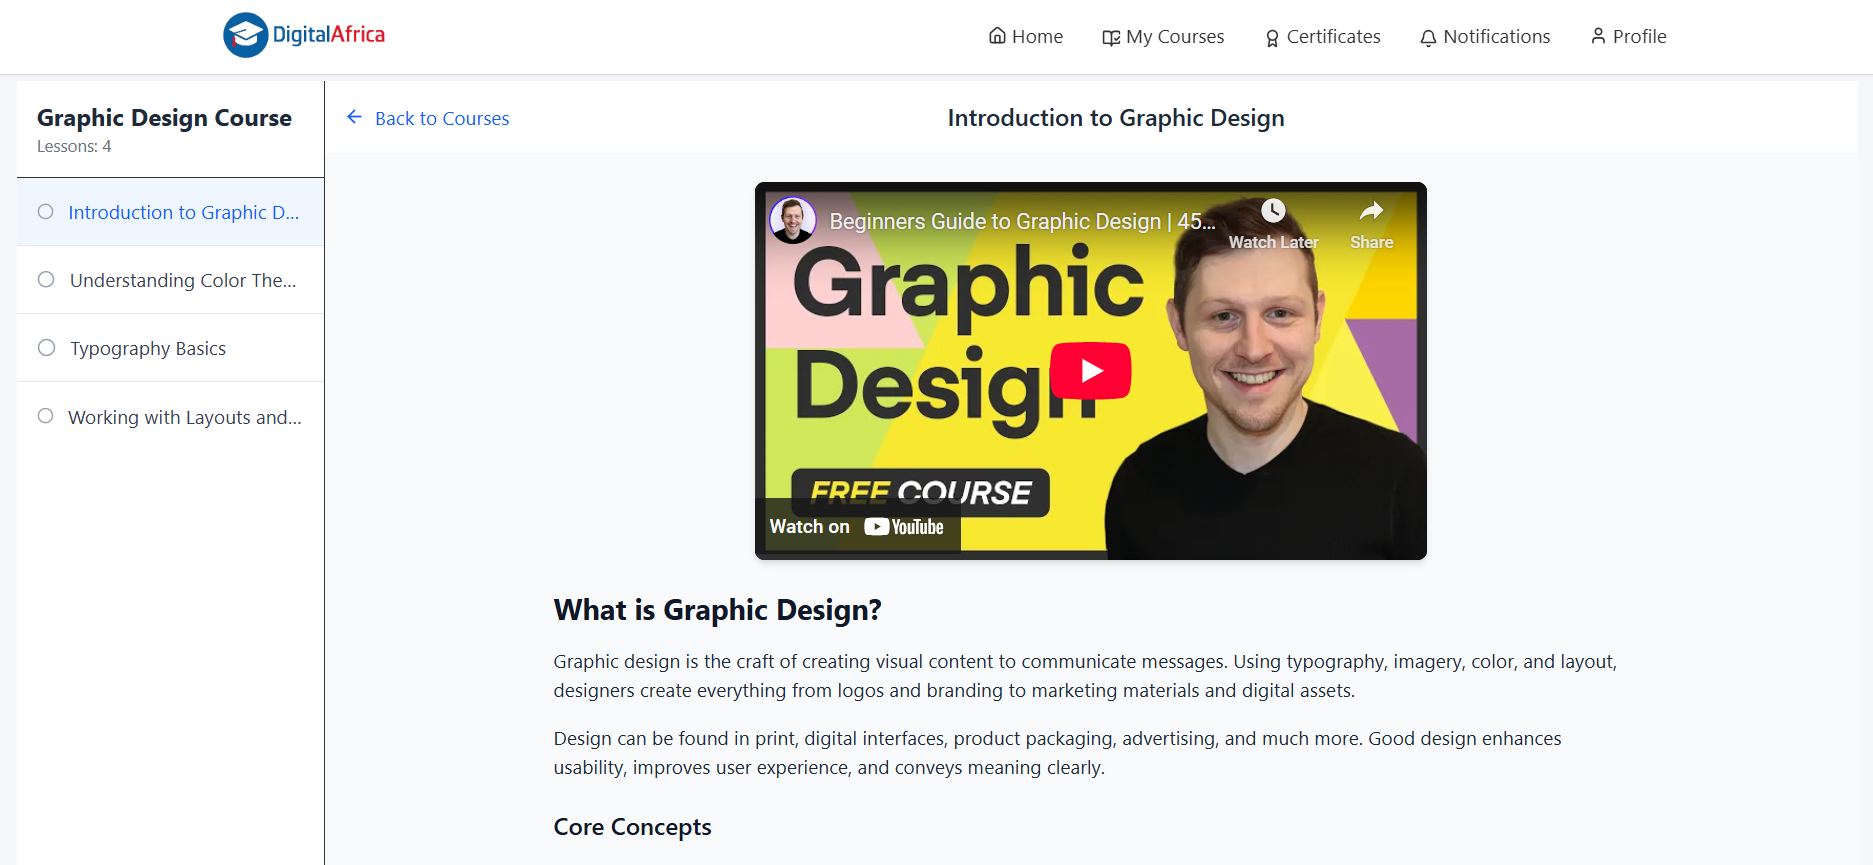 DigitalAfrica
Home
My Courses
Certificates
Notifications
Profile
Graphic Design Course
Lessons: 4
Introduction to Graphic D...
Understanding Color The...
Typography Basics
Working with Layouts and...
Back to Courses
Introduction to Graphic Design
Beginners Guide to Graphic Design | 45...
Watch Later
Share
Graphic
Design
FREE COURSE
Watch on YouTube
What is Graphic Design?
Graphic design is the craft of creating visual content to communicate messages. Using typography, imagery, color, and layout,
designers create everything from logos and branding to marketing materials and digital assets.
Design can be found in print, digital interfaces, product packaging, advertising, and much more. Good design enhances
usability, improves user experience, and conveys meaning clearly.
Core Concepts